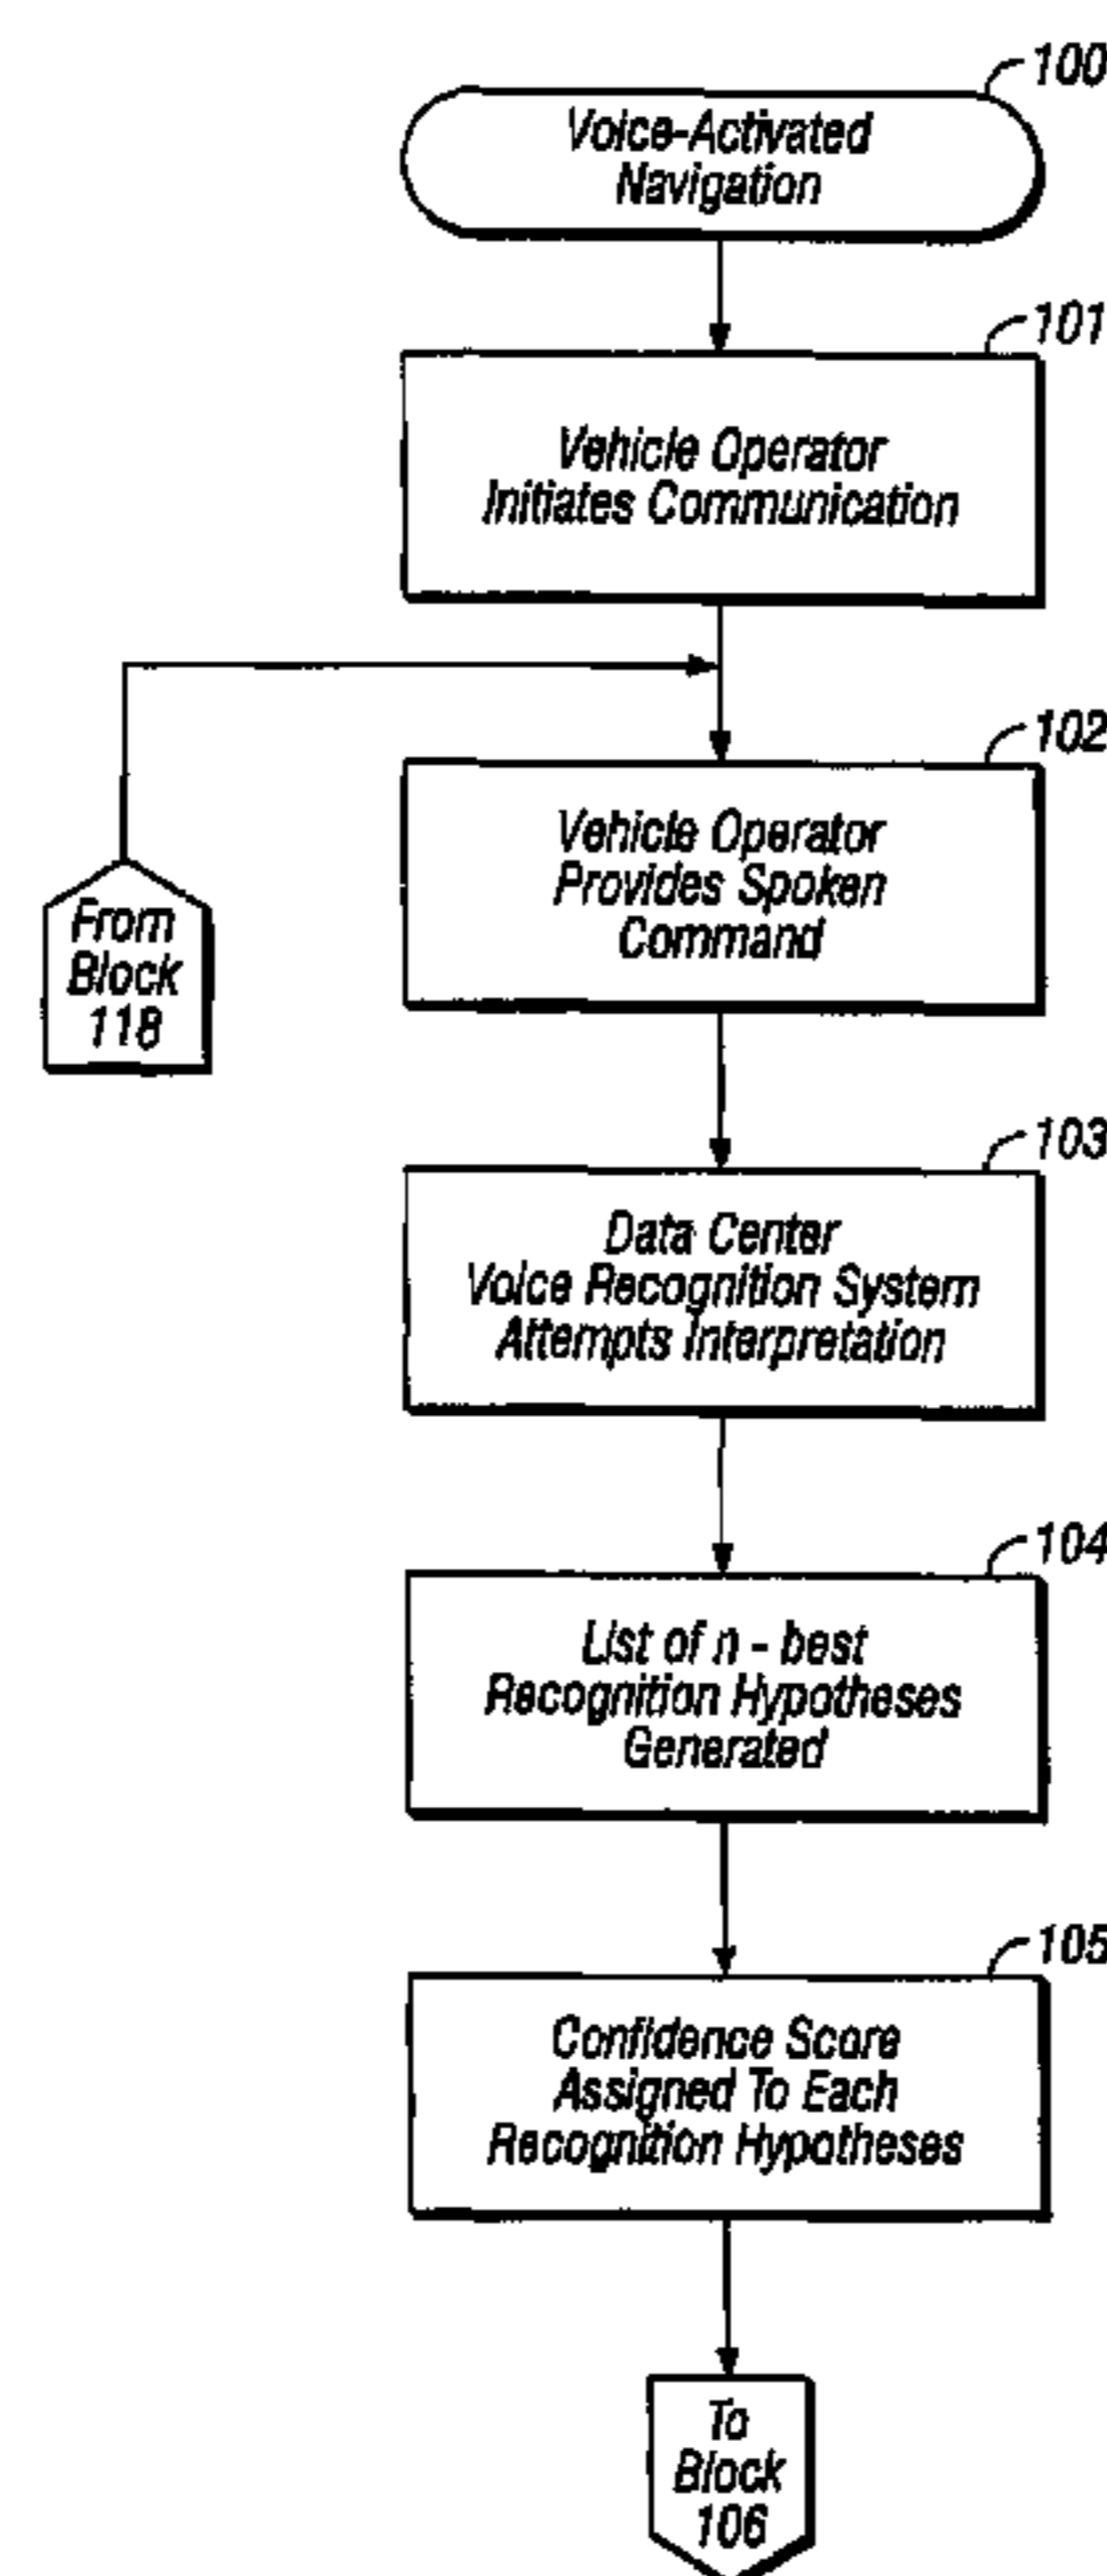 100
Voice-Activated
Navigation
101
Vehicle Operator
Initiates Communication
102
Vehicle Operator
Provides Spoken
Command
From
Block
118
103
Data Center
Voice Recognition System
Attempts Interpretation
104
List of n - best
Recognition Hypotheses
Generated
105
Confidence Score
Assigned To Each
Recognition Hypotheses
To
Block
106